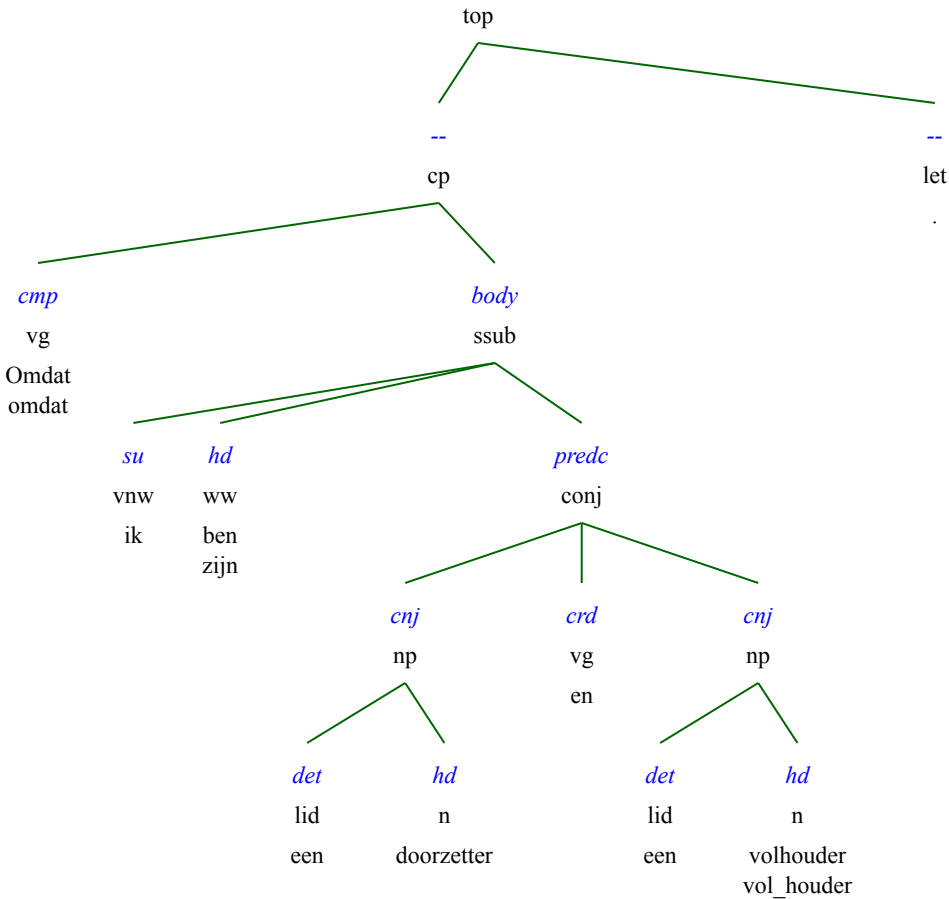 top
-- --
cp let
.
cmp body
vg ssub
Omdat
omdat
su hd predc
vnw ww conj
ik ben
zijn
cnj crd cnj
np vg np
en
det hd det hd
lid n lid n
een doorzetter een volhouder
vol_houder